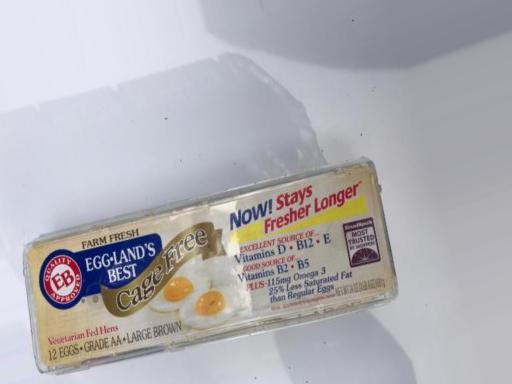 FARM FRESH
EGG·LAND'S
BEST
Cage Free
QUALITY
EB
APPROVED
Vegetarian Fed Hens
12 EGGS • GRADE AA • LARGE BROWN
NOW! Stays
Fresher Longer
EXCELLENT SOURCE OF...
Vitamins D • B12 • E
GOOD SOURCE OF...
Vitamins B2 • B5
PLUS-115mg Omega 3
25% Less Saturated Fat
than Regular Eggs
MOST
TRUSTED